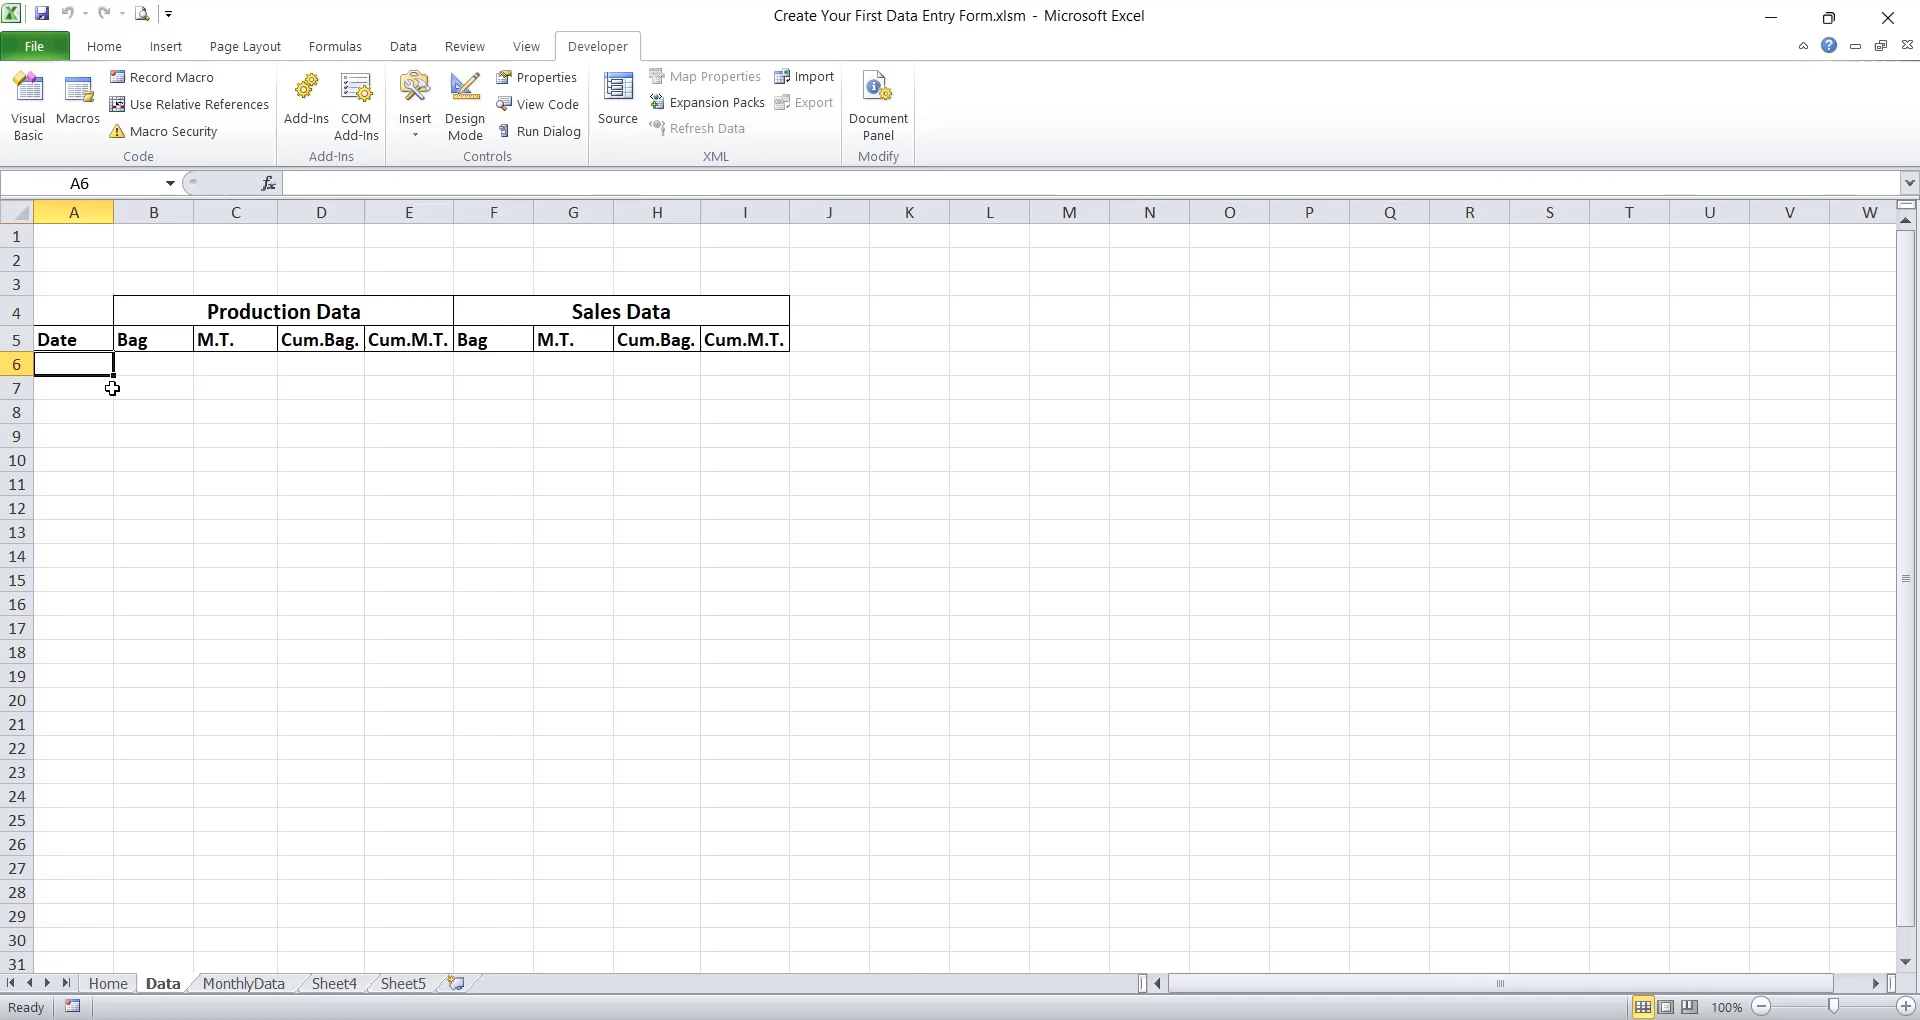 Create Your First Data Entry Form.xlsm - Microsoft Excel
File Home Insert Page Layout Formulas Data Review View Developer
Visual Basic
Macros
Record Macro
Use Relative References
Macro Security
Code
Add-Ins
COM Add-Ins
Add-Ins
Insert
Design Mode
Properties
View Code
Run Dialog
Controls
Source
Map Properties
Expansion Packs
Refresh Data
Import
Export
XML
Document Panel
Modify
A6 fx
A B C D E F G H I J K L M N O P Q R S T U V W
1
2
3
4 Production Data Sales Data
5 Date Bag M.T. Cum.Bag. Cum.M.T. Bag M.T. Cum.Bag. Cum.M.T.
6
7
8
9
10
11
12
13
14
15
16
17
18
19
20
21
22
23
24
25
26
27
28
29
30
31
Home Data MonthlyData Sheet4 Sheet5
Ready 100%